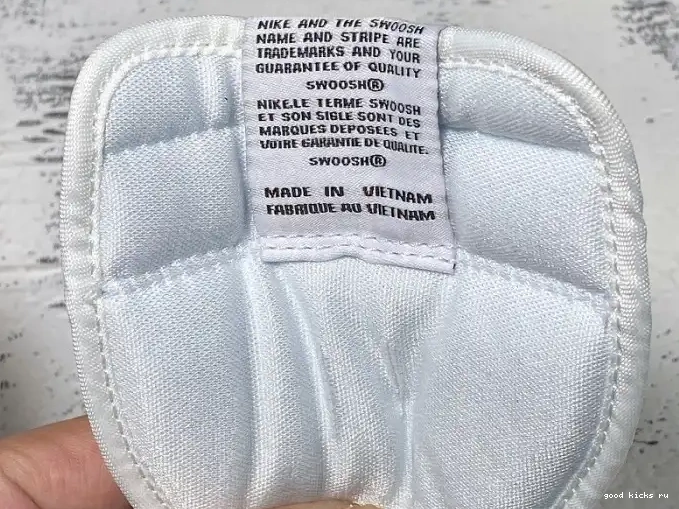 NIKE AND THE SWOOSH
NAME AND STRIPE ARE
TRADEMARKS AND YOUR
GUARANTEE OF QUALITY
SWOOSH®
NIKE.LE TERME SWOOSH
ET SON SIGLE SONT DES
MARQUES DEPOSEES ET
VOTRE GARANTIE DE QUALITE.
SWOOSH®
MADE IN VIETNAM
FABRIQUE AU VIETNAM
good kicks ru